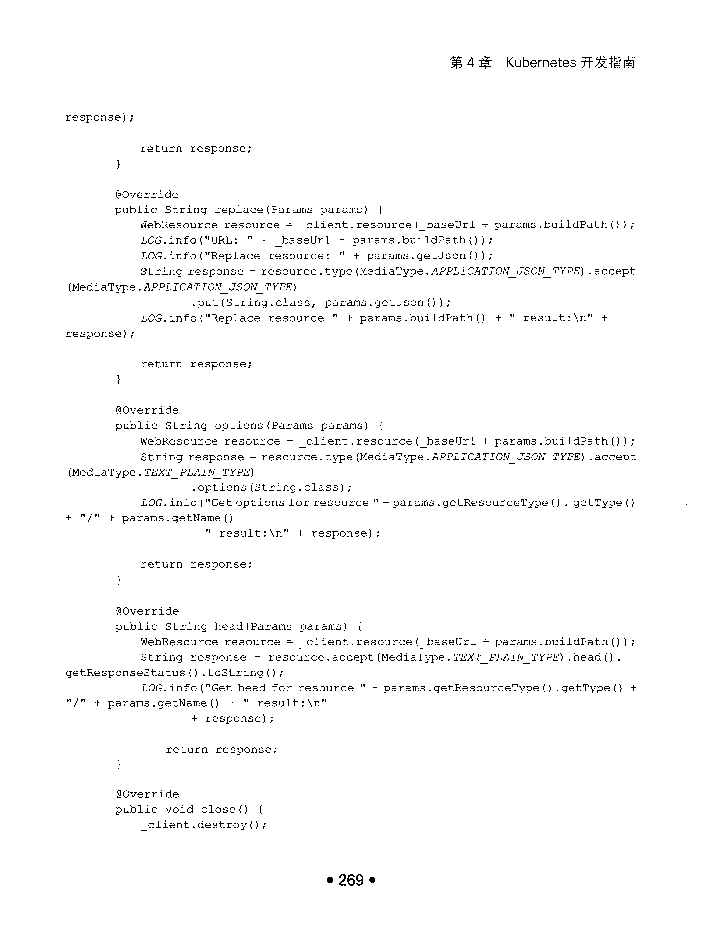 第 4 章 Kubernetes 开发指南
response);
return response;
}
@Override
public String replace(Params params) {
WebResource resource = _client.resource(_baseUrl + params.buildPath());
LOG.info("URL: " + _baseUrl + params.buildPath());
LOG.info("Replace resource: " + params.getJson());
String response = resource.type(MediaType.APPLICATION_JSON_TYPE).accept
(MediaType.APPLICATION_JSON_TYPE)
.put(String.class, params.getJson());
LOG.info("Replace resource " + params.buildPath() + " result:\n" +
response);
return response;
}
@Override
public String options(Params params) {
WebResource resource = _client.resource(_baseUrl + params.buildPath());
String response = resource.type(MediaType.APPLICATION_JSON_TYPE).accept
(MediaType.TEXT_PLAIN_TYPE)
.options(String.class);
LOG.info("Get options for resource " + params.getResourceType().getType()
+ "/" + params.getName()
" result:\n" + response);
return response;
}
@Override
public String head(Params params) {
WebResource resource = _client.resource(_baseUrl + params.buildPath());
String response = resource.accept(MediaType.TEXT_PLAIN_TYPE).head().
getResponseStatus().toString();
LOG.info("Get head for resource " + params.getResourceType().getType() +
"/" + params.getName() + " result:\n"
+ response);
return response;
}
@Override
public void close() {
_client.destroy();
• 269 •